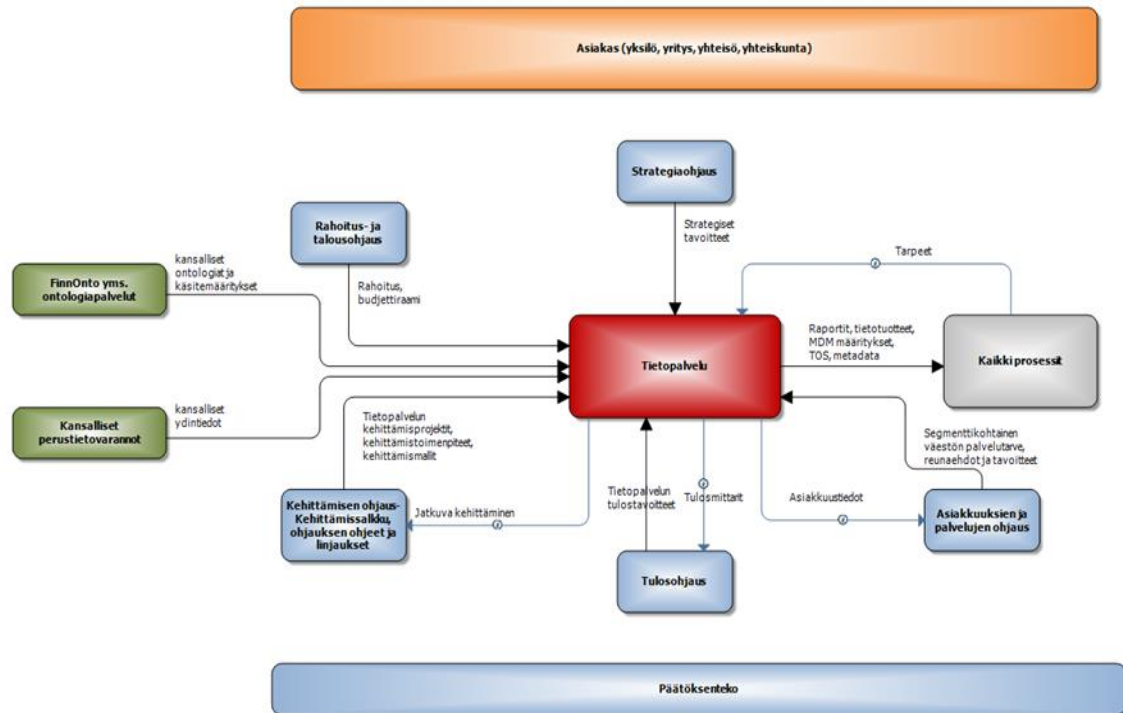 Asiakas (yksilö, yritys, yhteisö, yhteiskunta)
Strategiaohjaus
Strategiset
tavoitteet
Rahoitus- ja
talousohjaus
Rahoitus,
budjettiraami
kansalliset
ontologiat ja
käsitemääritykset
FinnOnto yms.
ontologiapalvelut
Tarpeet
Tietopalvelu
Raportit, tietotuotteet,
MDM määritykset,
TOS, metadata
Kaikki prosessit
Kansalliset
perustietovarannot
kansalliset
ydintiedot
Tietopalvelun
kehittämisprojektit,
kehittämistoimenpiteet,
kehittämismallit
Segmenttikohtainen
väestön palvelutarve,
reunaehdot ja tavoitteet
Kehittämisen ohjaus-
Kehittämissalkku,
ohjauksen ohjeet ja
linjaukset
Jatkuva kehittäminen
Tietopalvelun
tulostavoitteet
Tulosmittarit
Asiakkuustiedot
Asiakkuuksien ja
palvelujen ohjaus
Tulosohjaus
Päätöksenteko